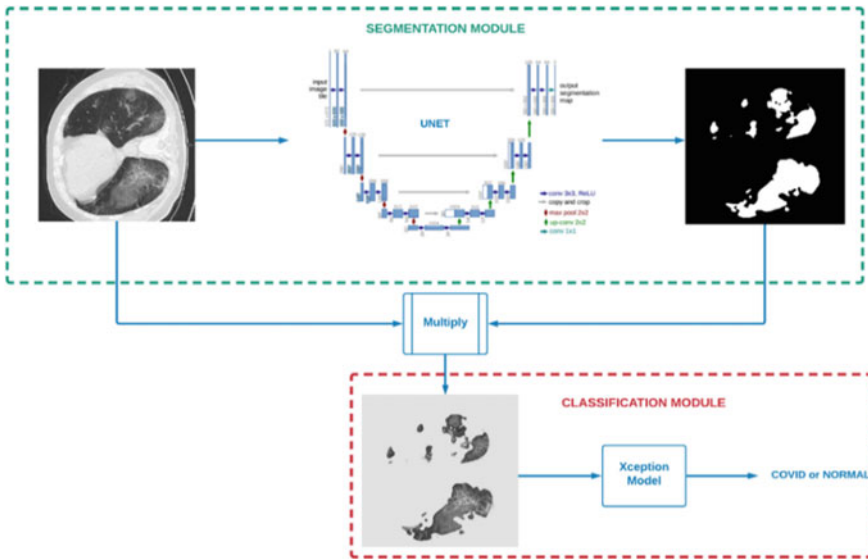 SEGMENTATION MODULE
input
image
tile
UNET
output
segmentation
map
conv 3x3, ReLU
copy and crop
max pool 2x2
up-conv 2x2
conv 1x1
Multiply
CLASSIFICATION MODULE
Xception
Model
COVID or NORMAL